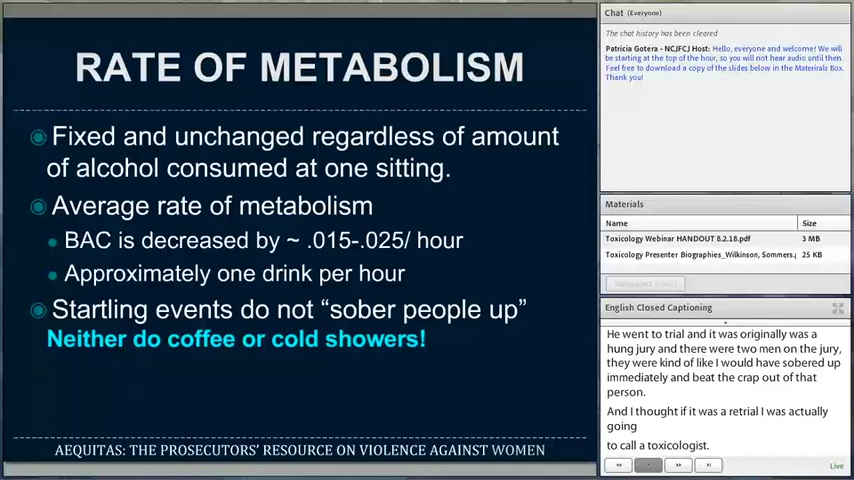 RATE OF METABOLISM
Fixed and unchanged regardless of amount
of alcohol consumed at one sitting.
Average rate of metabolism
BAC is decreased by ~ .015-.025/ hour
Approximately one drink per hour
Startling events do not “sober people up”
Neither do coffee or cold showers!
AEQUITAS: THE PROSECUTORS’ RESOURCE ON VIOLENCE AGAINST WOMEN
Chat (Everyone)
The chat history has been cleared
Patricia Gotera - NCJFCJ Host: Hello, everyone and welcome! We will
be starting at the top of the hour, so you will not hear audio until then.
Feel free to download a copy of the slides below in the Materirals Box.
Thank you!
Materials
Name Size
Toxicology Webinar HANDOUT 8.2.18.pdf 3 MB
Toxicology Presenter Biographies_Wilkinson, Sommers.p 25 KB
English Closed Captioning
He went to trial and it was originally was a
hung jury and there were two men on the jury,
they were kind of like I would have sobered up
immediately and beat the crap out of that
person.
And I thought if it was a retrial I was actually
going
to call a toxicologist.
Live